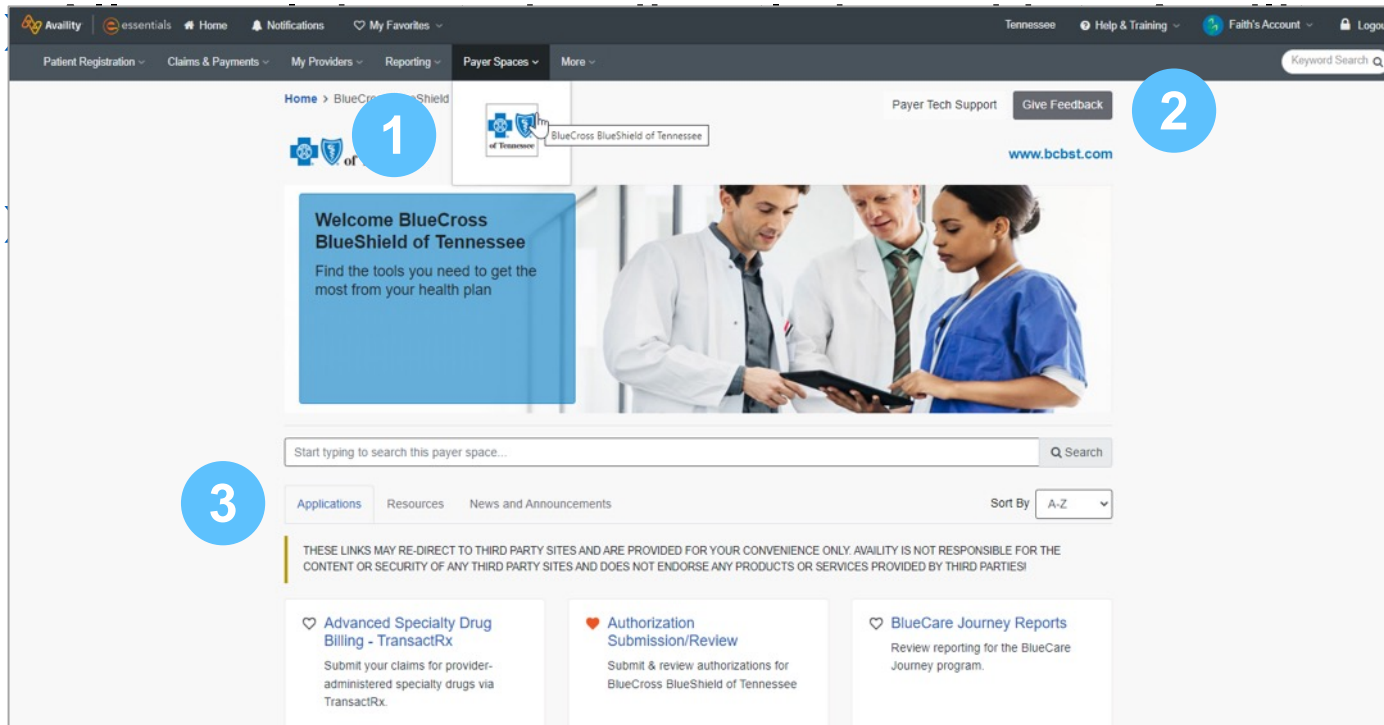 Availity essentials Home Notifications My Favorites Tennessee Help & Training Faith's Account Logou
Patient Registration Claims & Payments My Providers Reporting Payer Spaces More Keyword Search
Home > BlueCr Shield Payer Tech Support Give Feedback
1
2
of Tennessee
BlueCross BlueShield of Tennessee
of
www.bcbst.com
Welcome BlueCross
BlueShield of Tennessee
Find the tools you need to get the
most from your health plan
Start typing to search this payer space... Search
3
Applications Resources News and Announcements Sort By A-Z
THESE LINKS MAY RE-DIRECT TO THIRD PARTY SITES AND ARE PROVIDED FOR YOUR CONVENIENCE ONLY. AVAILITY IS NOT RESPONSIBLE FOR THE
CONTENT OR SECURITY OF ANY THIRD PARTY SITES AND DOES NOT ENDORSE ANY PRODUCTS OR SERVICES PROVIDED BY THIRD PARTIES!
Advanced Specialty Drug
Billing - TransactRx
Submit your claims for provider-
administered specialty drugs via
TransactRx.
Authorization
Submission/Review
Submit & review authorizations for
BlueCross BlueShield of Tennessee
BlueCare Journey Reports
Review reporting for the BlueCare
Journey program.